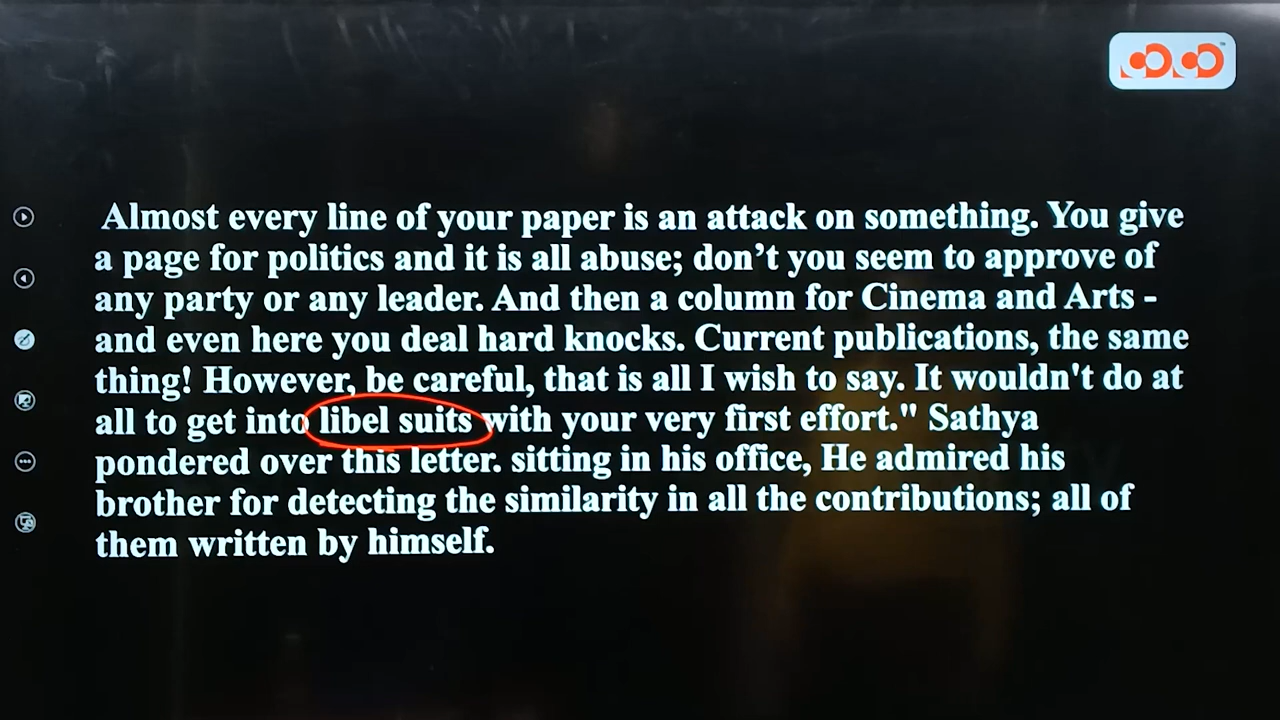 Almost every line of your paper is an attack on something. You give
a page for politics and it is all abuse; don’t you seem to approve of
any party or any leader. And then a column for Cinema and Arts -
and even here you deal hard knocks. Current publications, the same
thing! However, be careful, that is all I wish to say. It wouldn't do at
all to get into libel suits with your very first effort." Sathya
pondered over this letter. sitting in his office, He admired his
brother for detecting the similarity in all the contributions; all of
them written by himself.